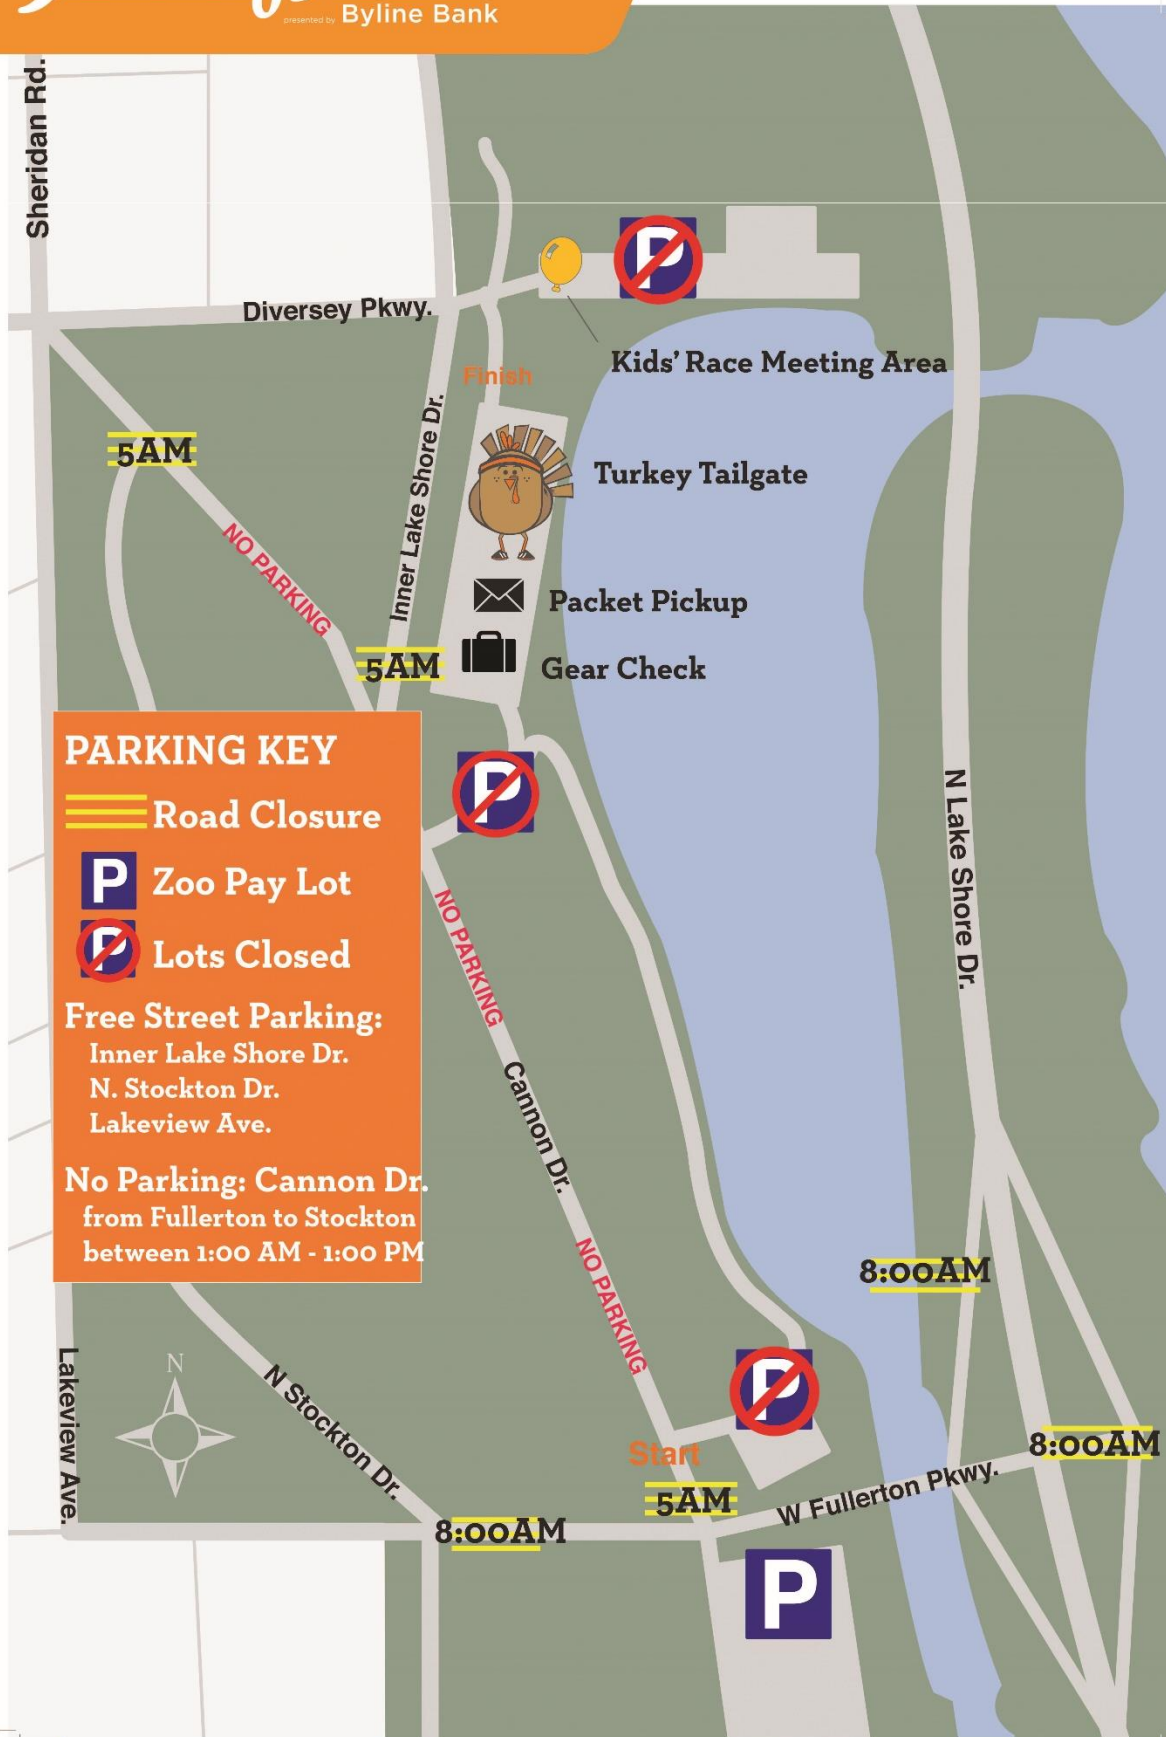 presented by Byline Bank
Sheridan Rd.
Diversey Pkwy.
Kids' Race Meeting Area
Finish
5AM
Inner Lake Shore Dr.
Turkey Tailgate
NO PARKING
Packet Pickup
5AM
Gear Check
PARKING KEY
Road Closure
P Zoo Pay Lot
P Lots Closed
Free Street Parking:
Inner Lake Shore Dr.
N. Stockton Dr.
Lakeview Ave.
No Parking: Cannon Dr.
from Fullerton to Stockton
between 1:00 AM - 1:00 PM
P
P
N Lake Shore Dr.
NO PARKING
Cannon Dr.
NO PARKING
8:00AM
Lakeview Ave.
N
N Stockton Dr.
P
Start
8:00AM
5AM
W Fullerton Pkwy.
8:00AM
P